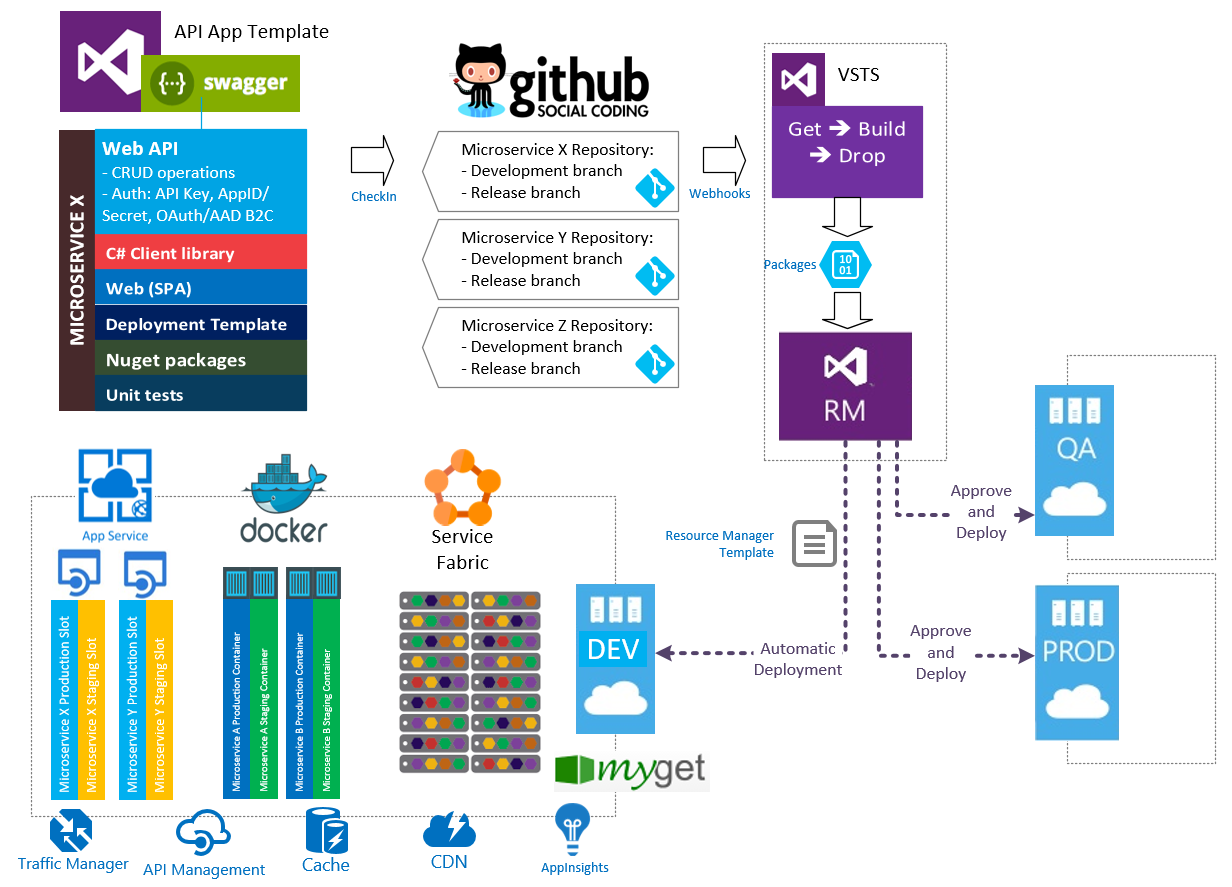 API App Template
{··}
swagger
MICROSERVICE X
Web API
- CRUD operations
- Auth: API Key, AppID/
Secret, OAuth/AAD B2C
C# Client library
Web (SPA)
Deployment Template
Nuget packages
Unit tests
CheckIn
github
SOCIAL CODING
Microservice X Repository:
- Development branch
- Release branch
Microservice Y Repository:
- Development branch
- Release branch
Microservice Z Repository:
- Development branch
- Release branch
Webhooks
VSTS
Get → Build
→ Drop
Packages
10
01
RM
Resource Manager
Template
Approve
and
Deploy
QA
Approve
and
Deploy
PROD
Automatic
Deployment
DEV
App Service
docker
Service
Fabric
Microservice X Production Slot
Microservice X Staging Slot
Microservice Y Production Slot
Microservice Y Staging Slot
Microservice A Production Container
Microservice A Staging Container
Microservice B Production Container
Microservice B Staging Container
myget
Traffic Manager
API Management
Cache
CDN
AppInsights